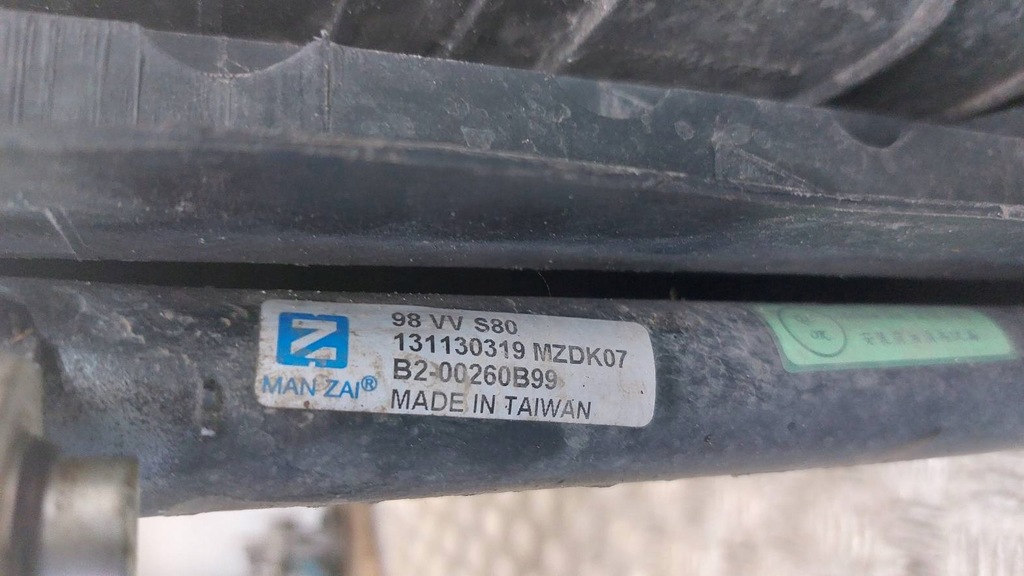 98 VV S80
131130319 MZDK07
B2-00260B99
MADE IN TAIWAN
MAN ZAI®